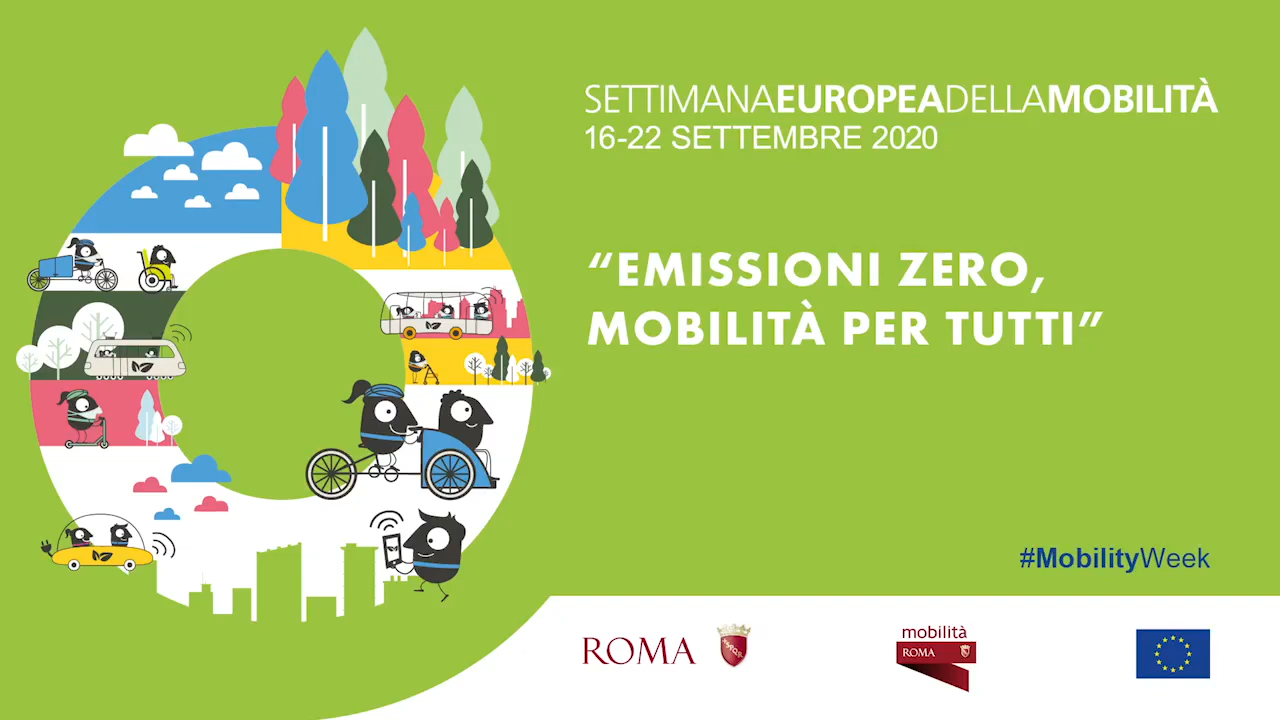 SETTIMANAEUROPEADELLAMOBILITÀ
16-22 SETTEMBRE 2020
“EMISSIONI ZERO,
MOBILITÀ PER TUTTI”
#MobilityWeek
ROMA
mobilità
ROMA